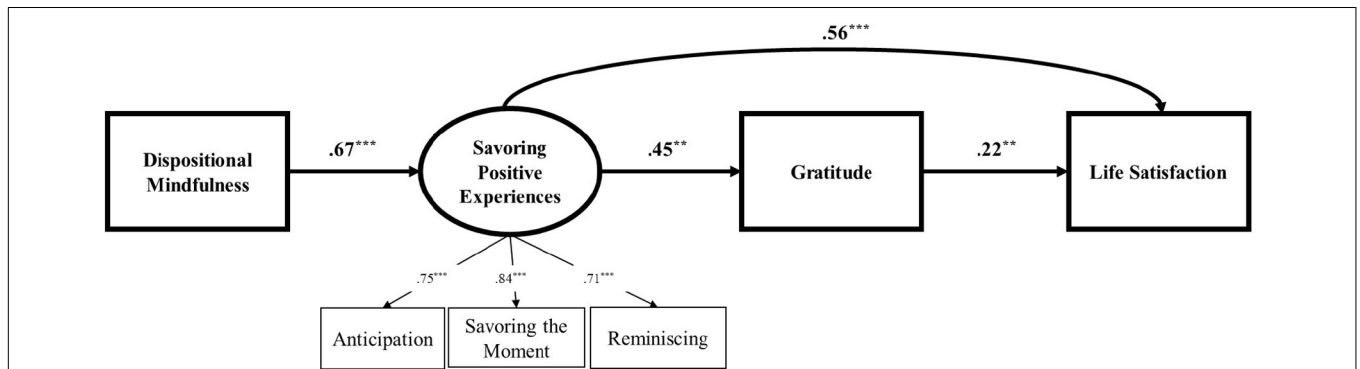 .56***
Dispositional
Mindfulness
.67***
Savoring
Positive
Experiences
.45**
Gratitude
.22**
Life Satisfaction
.75***
.84***
.71***
Anticipation
Savoring the
Moment
Reminiscing